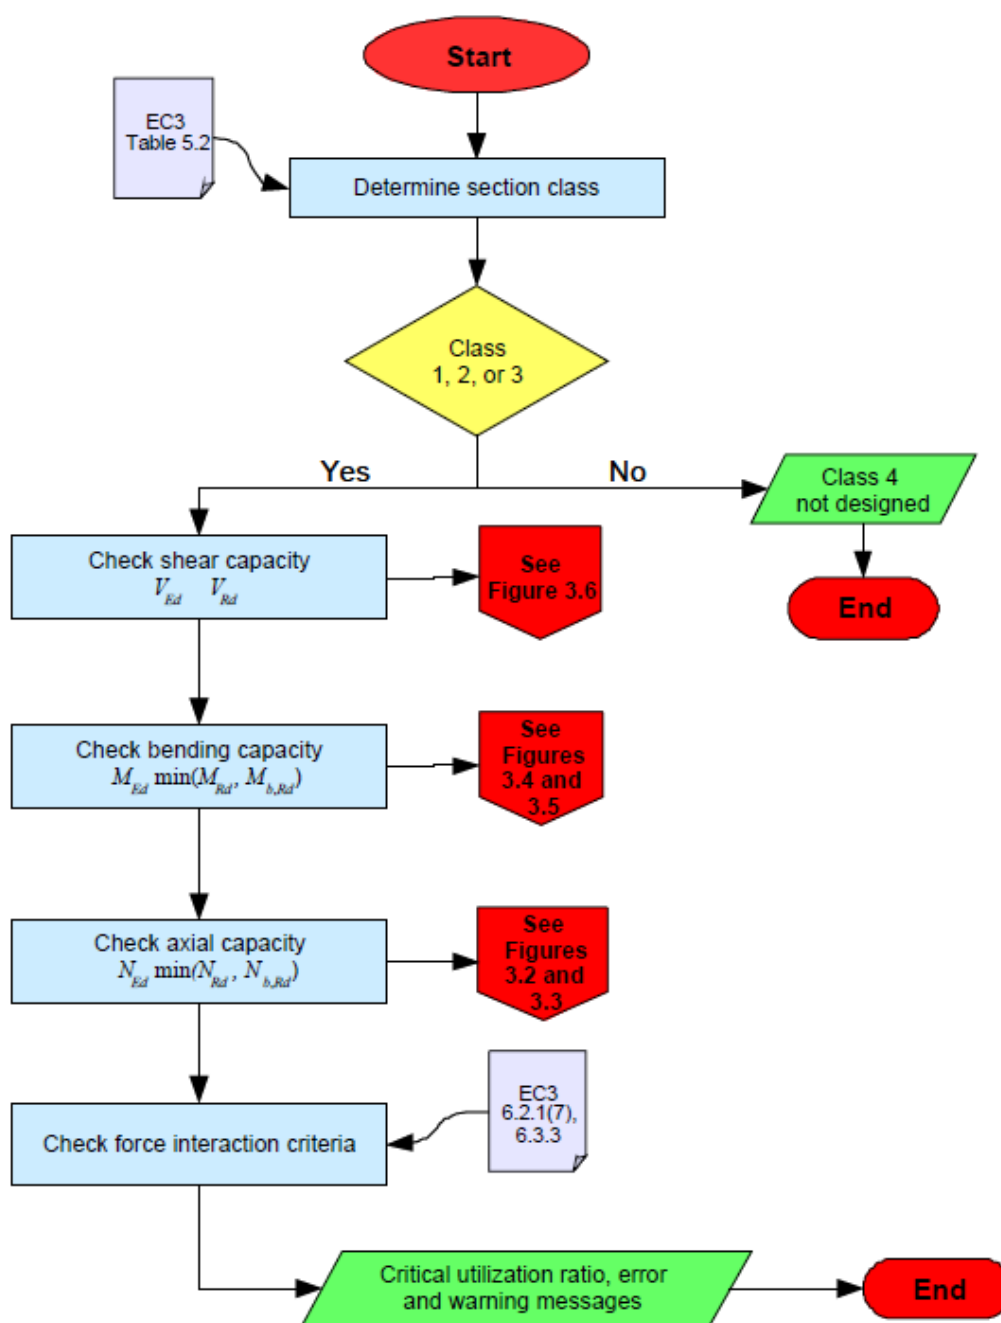 Start
EC3
Table 5.2
Determine section class
Class
1, 2, or 3
Yes
No
Class 4
not designed
End
Check shear capacity
V_Ed V_Rd
See
Figure 3.6
Check bending capacity
M_Ed min(M_Rd, M_b,Rd)
See
Figures
3.4 and
3.5
Check axial capacity
N_Ed min(N_Rd, N_b,Rd)
See
Figures
3.2 and
3.3
EC3
6.2.1(7),
6.3.3
Check force interaction criteria
Critical utilization ratio, error
and warning messages
End